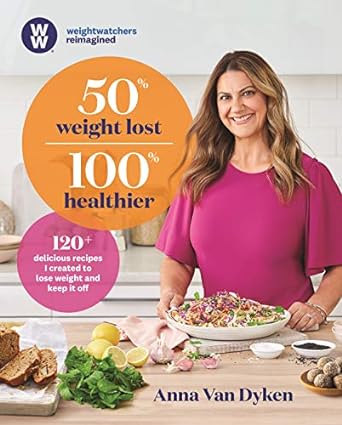 WW
weightwatchers
reimagined
50%
weight lost
100%
healthier
120+
delicious recipes
I created to
lose weight and
keep it off
Anna Van Dyken